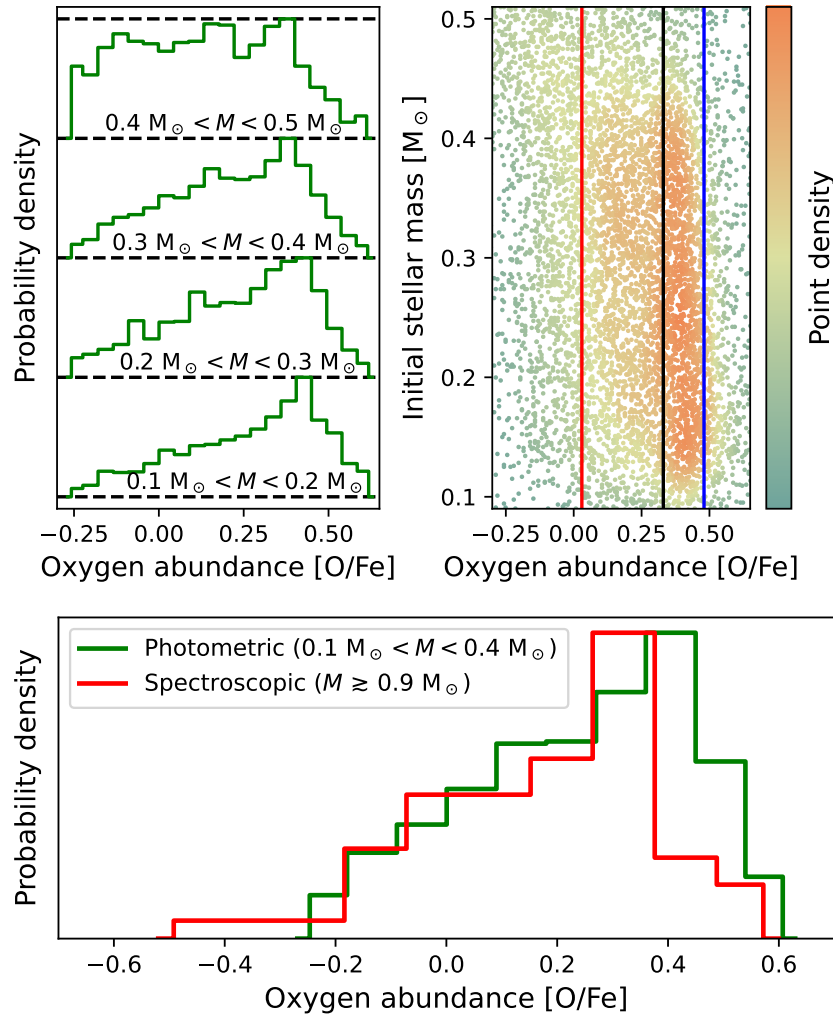 Probability density
0.4 M⊙ < M < 0.5 M⊙
0.3 M⊙ < M < 0.4 M⊙
0.2 M⊙ < M < 0.3 M⊙
0.1 M⊙ < M < 0.2 M⊙
−0.25 0.00 0.25 0.50
Oxygen abundance [O/Fe]
Initial stellar mass [M⊙]
0.5
0.4
0.3
0.2
0.1
−0.25 0.00 0.25 0.50
Oxygen abundance [O/Fe]
Point density
Probability density
Photometric (0.1 M⊙ < M < 0.4 M⊙)
Spectroscopic (M ≳ 0.9 M⊙)
−0.6 −0.4 −0.2 0.0 0.2 0.4 0.6
Oxygen abundance [O/Fe]